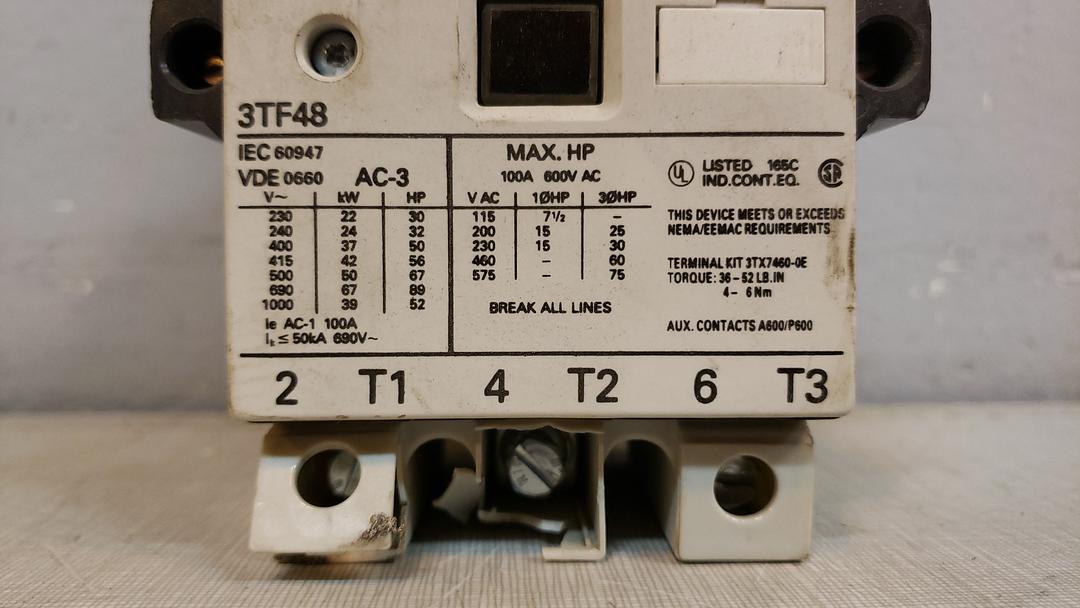 3TF48
IEC 60947
VDE 0660 AC-3
V~ kW HP
230 22 30
240 24 32
400 37 50
415 42 56
500 50 67
690 67 89
1000 39 52
Ie AC-1 100A
Ik ≤ 50kA 690V~
MAX. HP
100A 600V AC
V AC 1ØHP 3ØHP
115 7 1/2 –
200 15 25
230 15 30
460 – 60
575 – 75
BREAK ALL LINES
UL LISTED 165C
IND. CONT. EQ.
THIS DEVICE MEETS OR EXCEEDS
NEMA/EEMAC REQUIREMENTS
TERMINAL KIT 3TX7460-0E
TORQUE: 36–52 LB.IN
4– 6 Nm
AUX. CONTACTS A600/P600
2 T1 4 T2 6 T3